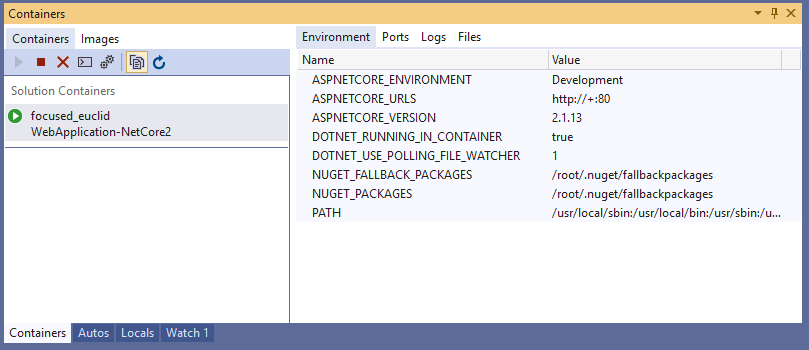 Containers
Containers Images
Solution Containers
focused_euclid
WebApplication-NetCore2
Environment Ports Logs Files
Name Value
ASPNETCORE_ENVIRONMENT Development
ASPNETCORE_URLS http://+:80
ASPNETCORE_VERSION 2.1.13
DOTNET_RUNNING_IN_CONTAINER true
DOTNET_USE_POLLING_FILE_WATCHER 1
NUGET_FALLBACK_PACKAGES /root/.nuget/fallbackpackages
NUGET_PACKAGES /root/.nuget/fallbackpackages
PATH /usr/local/sbin:/usr/local/bin:/usr/sbin:/u...
Containers Autos Locals Watch 1